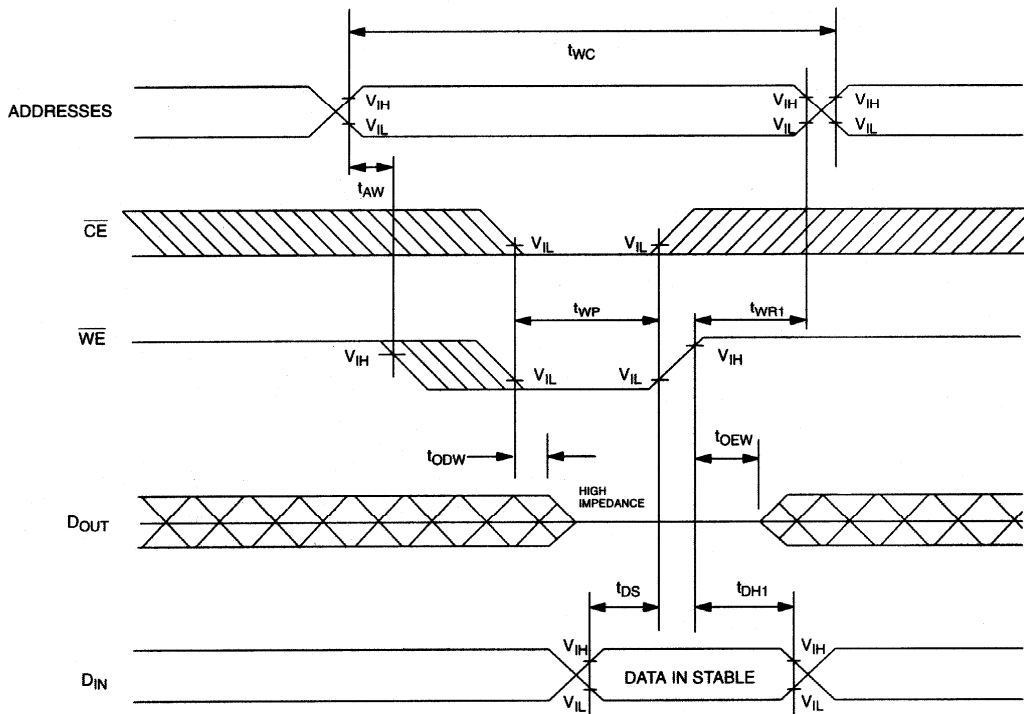 tWC
ADDRESSES
VIH
VIL
VIH
VIL
VIH
VIL
tAW
CE
VIL
VIL
tWP
tWR1
WE
VIH
VIL
VIL
VIH
tODW
tOEW
HIGH
IMPEDANCE
DOUT
tDS
tDH1
VIH
VIH
DIN
DATA IN STABLE
VIL
VIL